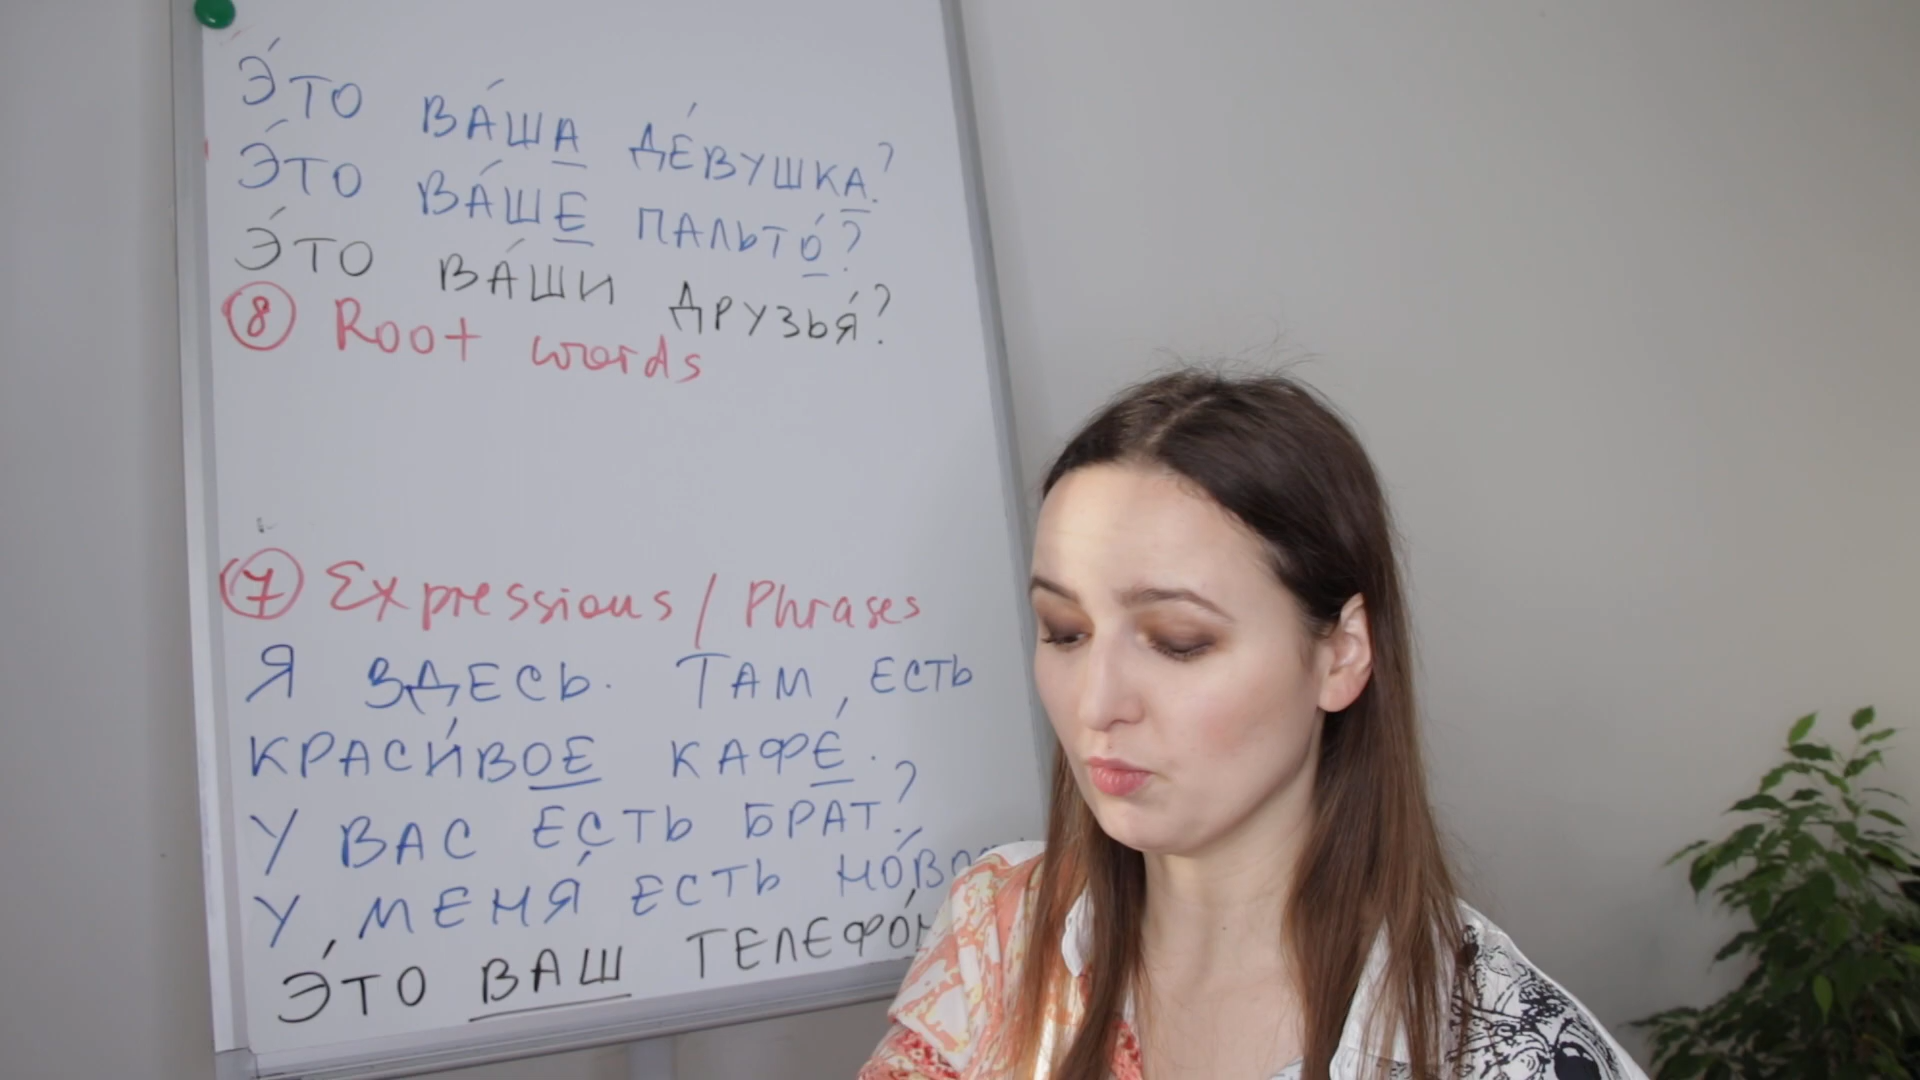 Э́ТО ВА́ША ДЕ́ВУШКА?
Э́ТО ВА́ШЕ ПАЛЬТО́?
Э́ТО ВА́ШИ ДРУЗЬЯ́?
8 Root words
7 Expressions / Phrases
Я ЗДЕСЬ. ТАМ ЕСТЬ
КРАСИ́ВОЕ КАФЕ́.
У ВАС ЕСТЬ БРАТ?
У МЕНЯ́ ЕСТЬ
Э́ТО ВАШ